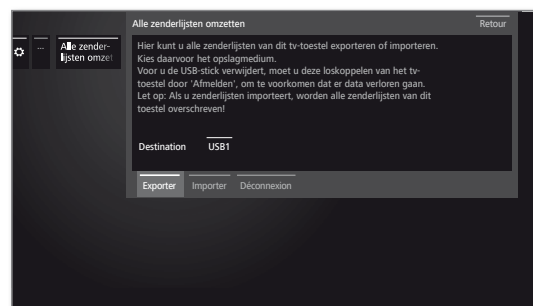 Alle zenderlijsten omzetten
Retour
...
Alle zender-
lijsten omzet
Hier kunt u alle zenderlijsten van dit tv-toestel exporteren of importeren.
Kies daarvoor het opslagmedium.
Voor u de USB-stick verwijdert, moet u deze loskoppelen van het tv-
toestel door 'Afmelden', om te voorkomen dat er data verloren gaan.
Let op: Als u zenderlijsten importeert, worden alle zenderlijsten van dit
toestel overschreven!
Destination USB1
Exporter Importer Déconnexion